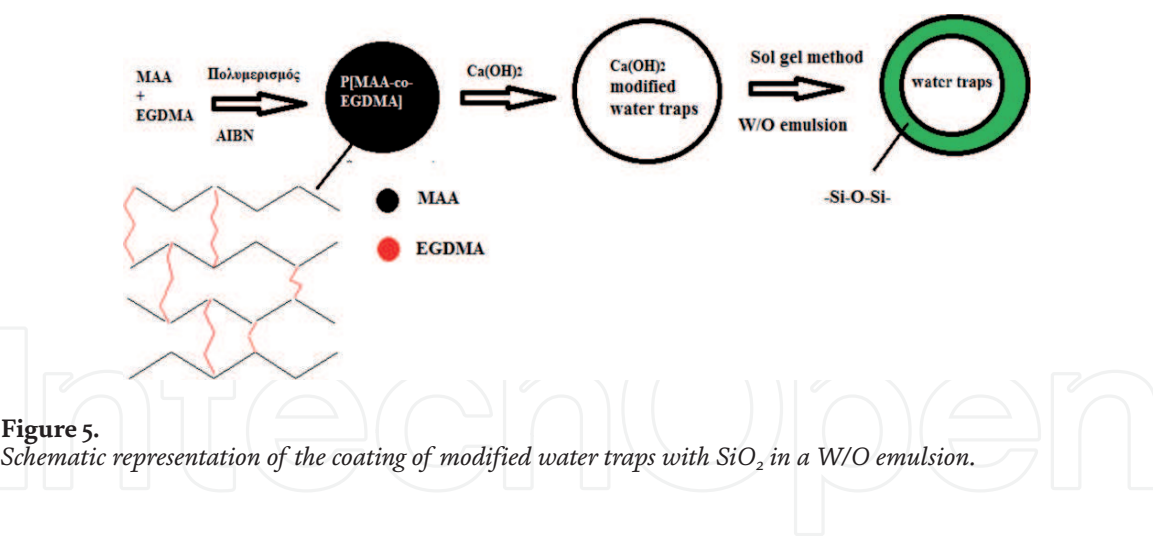 MAA
+
EGDMA
Πολυμερισμός
AIBN
P[MAA-co-
EGDMA]
Ca(OH)2
Ca(OH)2
modified
water traps
Sol gel method
W/O emulsion
water traps
-Si-O-Si-
MAA
EGDMA
Figure 5.
Schematic representation of the coating of modified water traps with SiO₂ in a W/O emulsion.
IntechOpen